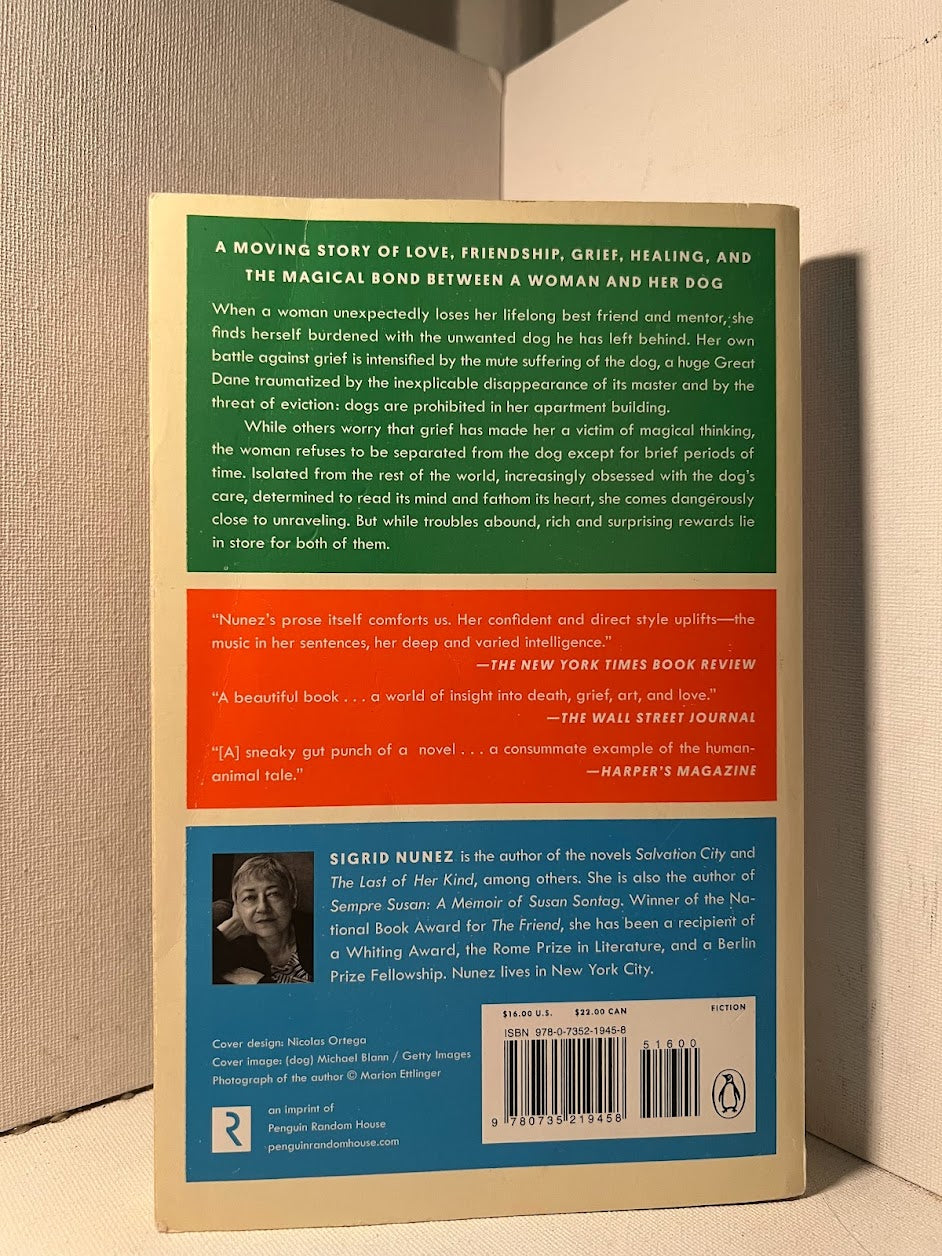 A MOVING STORY OF LOVE, FRIENDSHIP, GRIEF, HEALING, AND
THE MAGICAL BOND BETWEEN A WOMAN AND HER DOG
When a woman unexpectedly loses her lifelong best friend and mentor, she
finds herself burdened with the unwanted dog he has left behind. Her own
battle against grief is intensified by the mute suffering of the dog, a huge Great
Dane traumatized by the inexplicable disappearance of its master and by the
threat of eviction: dogs are prohibited in her apartment building.
While others worry that grief has made her a victim of magical thinking,
the woman refuses to be separated from the dog except for brief periods of
time. Isolated from the rest of the world, increasingly obsessed with the dog's
care, determined to read its mind and fathom its heart, she comes dangerously
close to unraveling. But while troubles abound, rich and surprising rewards lie
in store for both of them.
“Nunez's prose itself comforts us. Her confident and direct style uplifts—the
music in her sentences, her deep and varied intelligence.”
—THE NEW YORK TIMES BOOK REVIEW
“A beautiful book . . . a world of insight into death, grief, art, and love.”
—THE WALL STREET JOURNAL
“[A] sneaky gut punch of a novel . . . a consummate example of the human-
animal tale.” —HARPER'S MAGAZINE
SIGRID NUNEZ is the author of the novels Salvation City and
The Last of Her Kind, among others. She is also the author of
Sempre Susan: A Memoir of Susan Sontag. Winner of the Na-
tional Book Award for The Friend, she has been a recipient of
a Whiting Award, the Rome Prize in Literature, and a Berlin
Prize Fellowship. Nunez lives in New York City.
Cover design: Nicolas Ortega
Cover image: (dog) Michael Blann / Getty Images
Photograph of the author © Marion Ettlinger
R
an imprint of
Penguin Random House
penguinrandomhouse.com
$16.00 U.S. $22.00 CAN FICTION
ISBN 978-0-7352-1945-8
51600
9 780735 219458